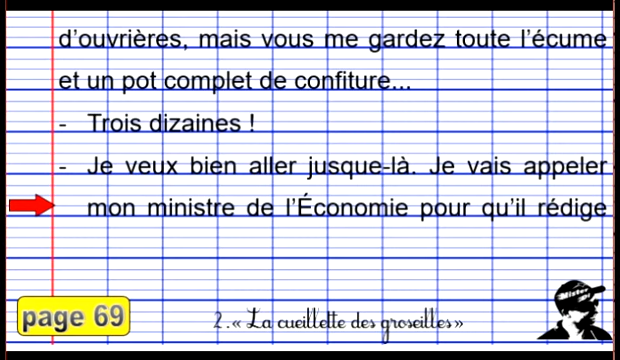 d'ouvrières, mais vous me gardez toute l'écume
et un pot complet de confiture...
- Trois dizaines !
- Je veux bien aller jusque-là. Je vais appeler
mon ministre de l'Économie pour qu'il rédige
page 69
2.« La cueillette des groseilles»
Mister